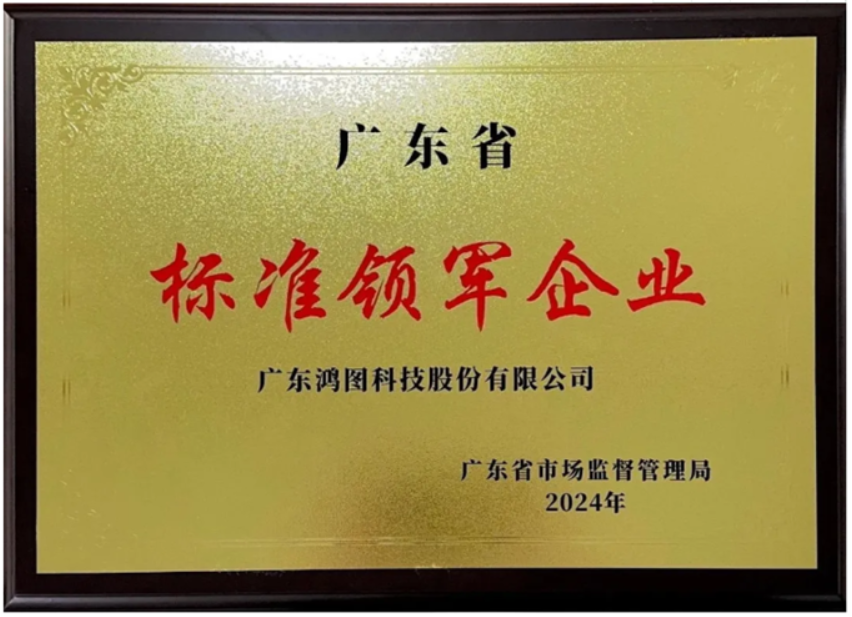 广东省
标准领军企业
广东鸿图科技股份有限公司
广东省市场监督管理局
2024年